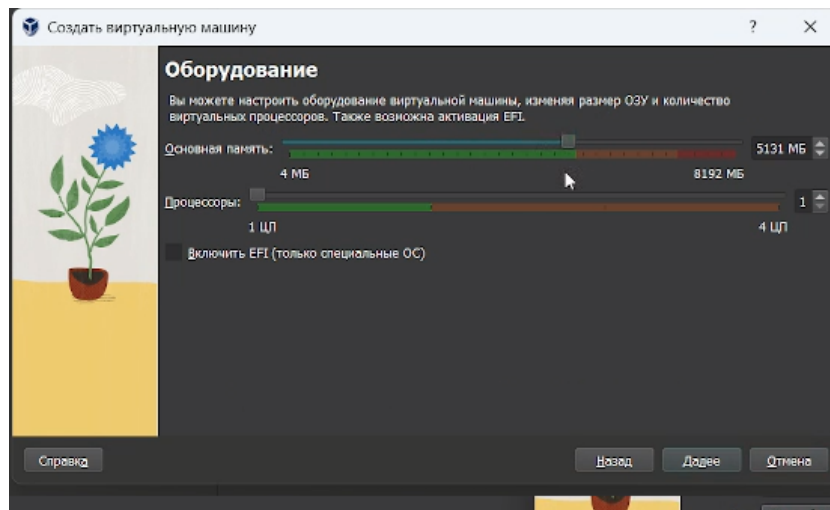 Создать виртуальную машину
?
Оборудование
Вы можете настроить оборудование виртуальной машины, изменяя размер ОЗУ и количество
виртуальных процессоров. Также возможна активация EFI.
Основная память:
5131 МБ
4 МБ
8192 МБ
Процессоры:
1
1 ЦП
4 ЦП
Включить EFI (только специальные ОС)
Справка
Назад
Далее
Отмена